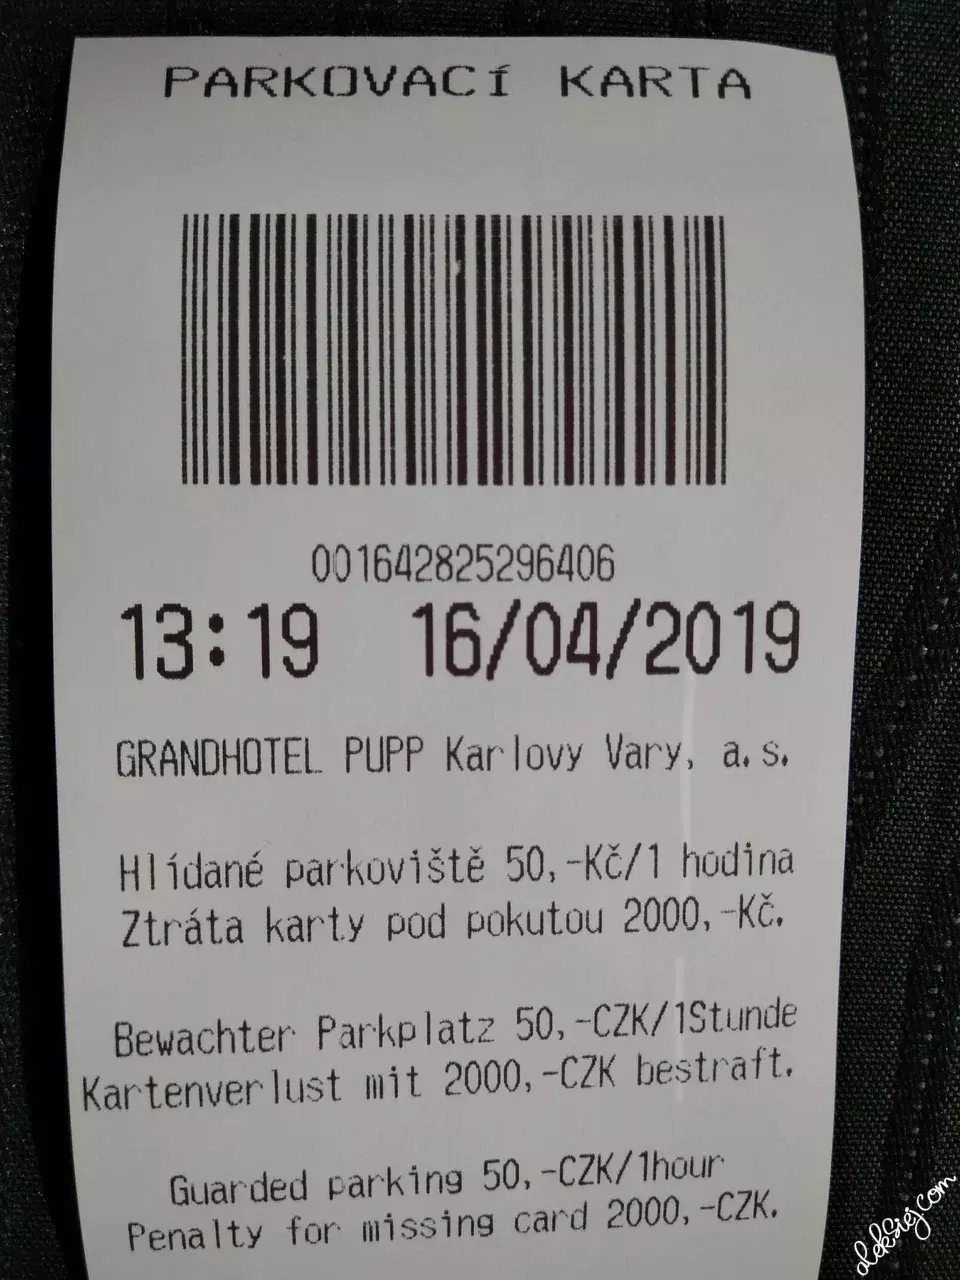 PARKOVACÍ KARTA
001642825296406
13:19 16/04/2019
GRANDHOTEL PUPP Karlovy Vary, a.s.
Hlídané parkoviště 50,-Kč/1 hodina
Ztráta karty pod pokutou 2000,-Kč.
Bewachter Parkplatz 50,-CZK/1Stunde
Kartenverlust mit 2000,-CZK bestraft.
Guarded parking 50,-CZK/1hour
Penalty for missing card 2000,-CZK.
alekSiej.com